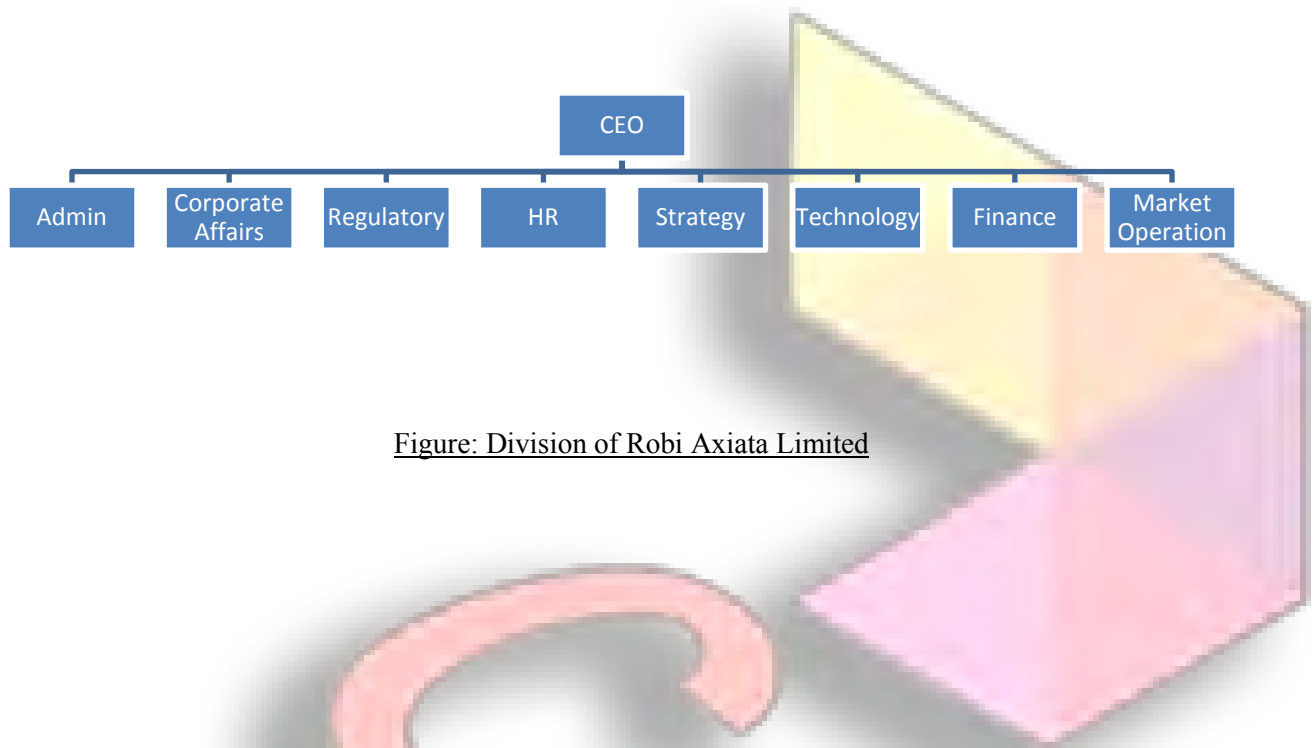 CEO
Admin
Corporate
Affairs
Regulatory
HR
Strategy
Technology
Finance
Market
Operation
Figure: Division of Robi Axiata Limited